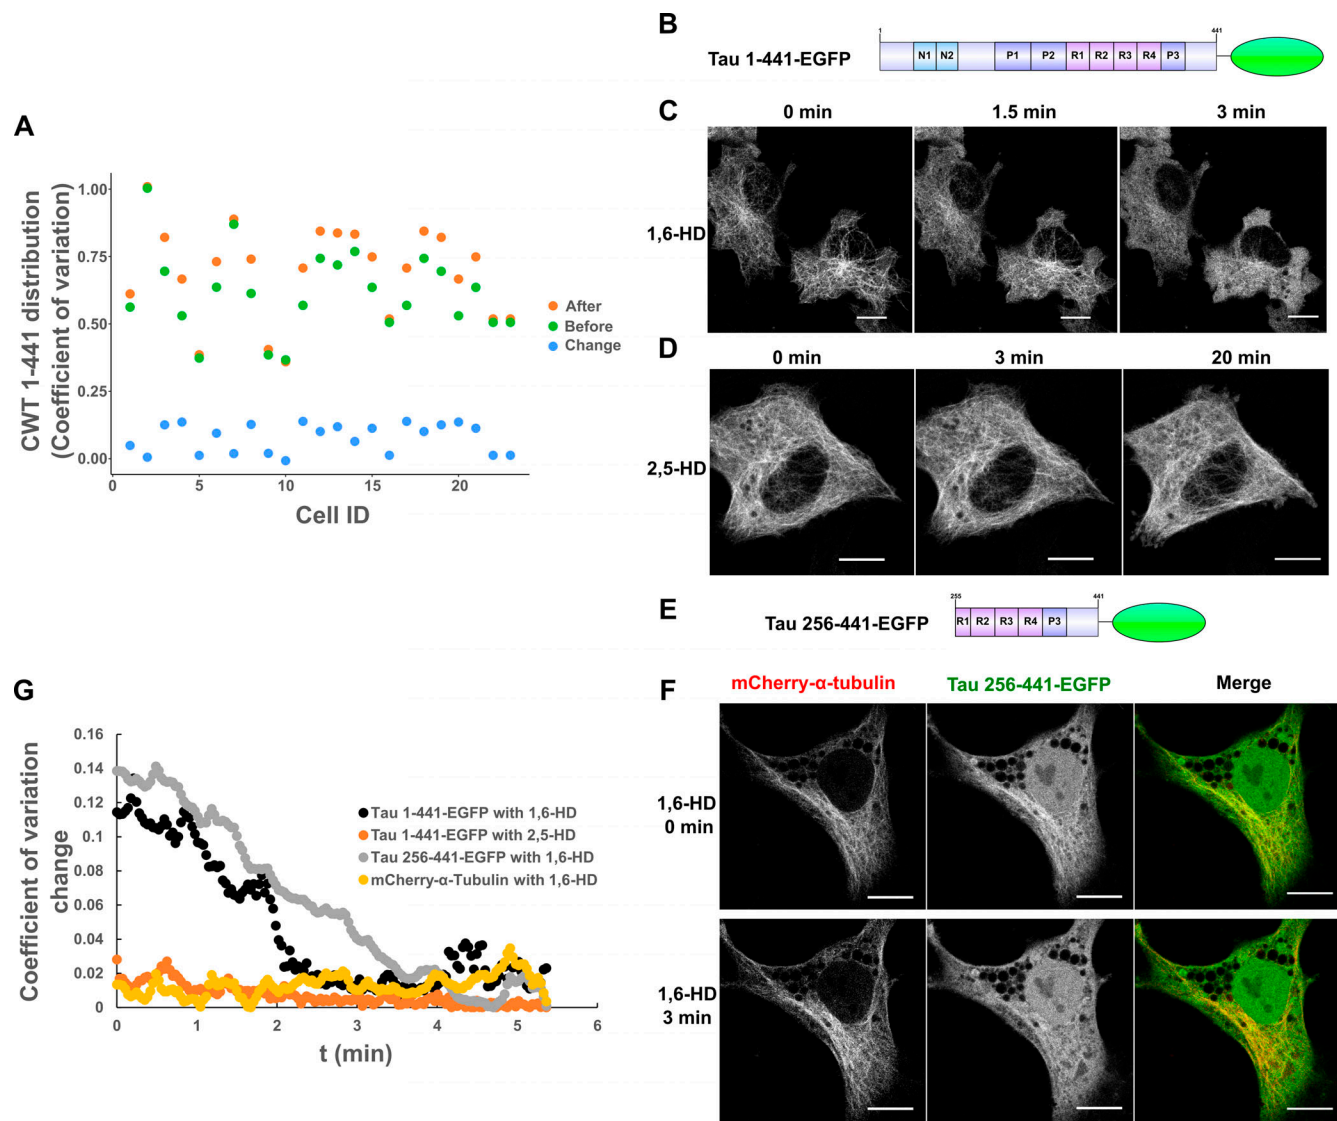 A
CWT 1-441 distribution
(Coefficient of variation)
1.00
0.75
0.50
0.25
0.00
0
5
10
15
20
Cell ID
After
Before
Change
B
Tau 1-441-EGFP
1
441
N1 N2 P1 P2 R1 R2 R3 R4 P3
C
0 min 1.5 min 3 min
1,6-HD
D
0 min 3 min 20 min
2,5-HD
E
Tau 256-441-EGFP
255
441
R1 R2 R3 R4 P3
F
mCherry-α-tubulin Tau 256-441-EGFP Merge
1,6-HD
0 min
1,6-HD
3 min
G
Coefficient of variation
change
0.16
0.14
0.12
0.1
0.08
0.06
0.04
0.02
0
0 1 2 3 4 5 6
t (min)
Tau 1-441-EGFP with 1,6-HD
Tau 1-441-EGFP with 2,5-HD
Tau 256-441-EGFP with 1,6-HD
mCherry-α-Tubulin with 1,6-HD